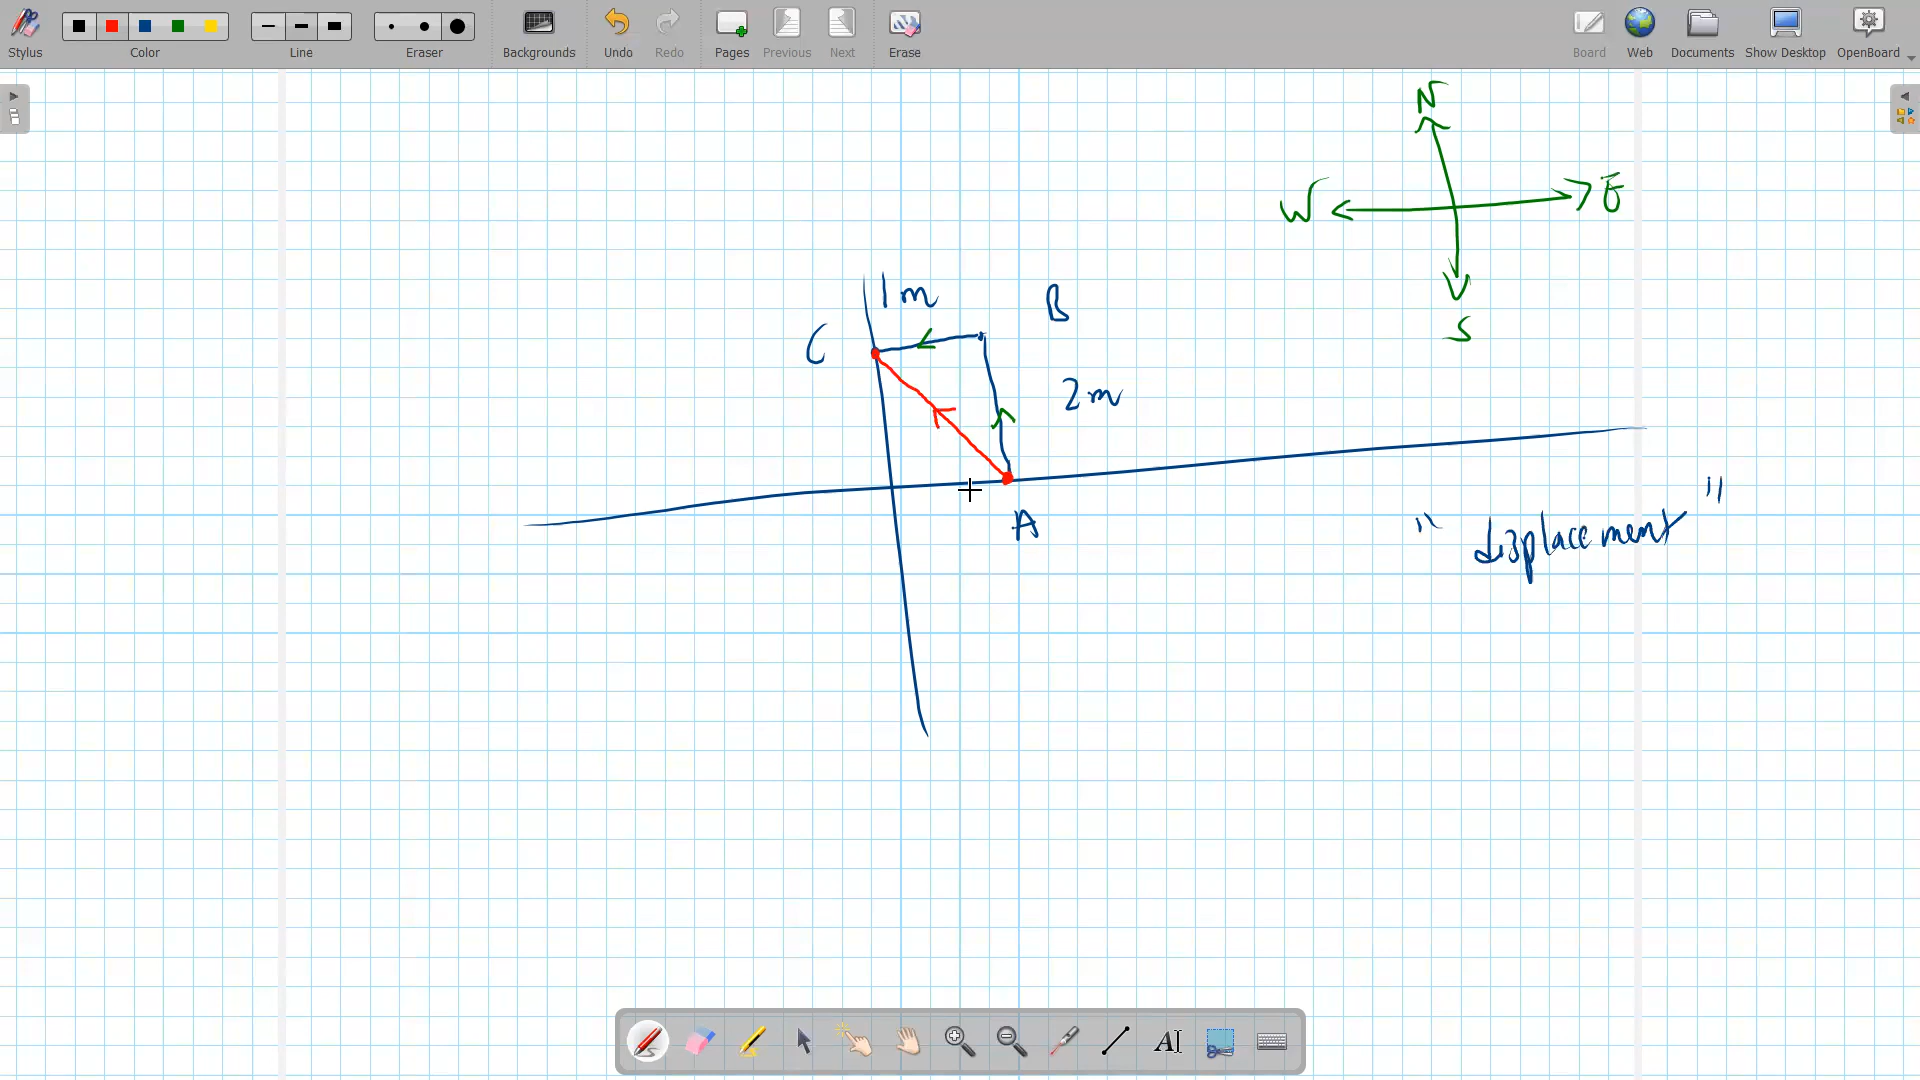 Stylus
Color
Line
Eraser
Backgrounds
Undo
Redo
Pages
Previous
Next
Erase
Board
Web
Documents
Show Desktop
OpenBoard
N
W
E
S
1m
B
C
2m
A
" displacement "
AI